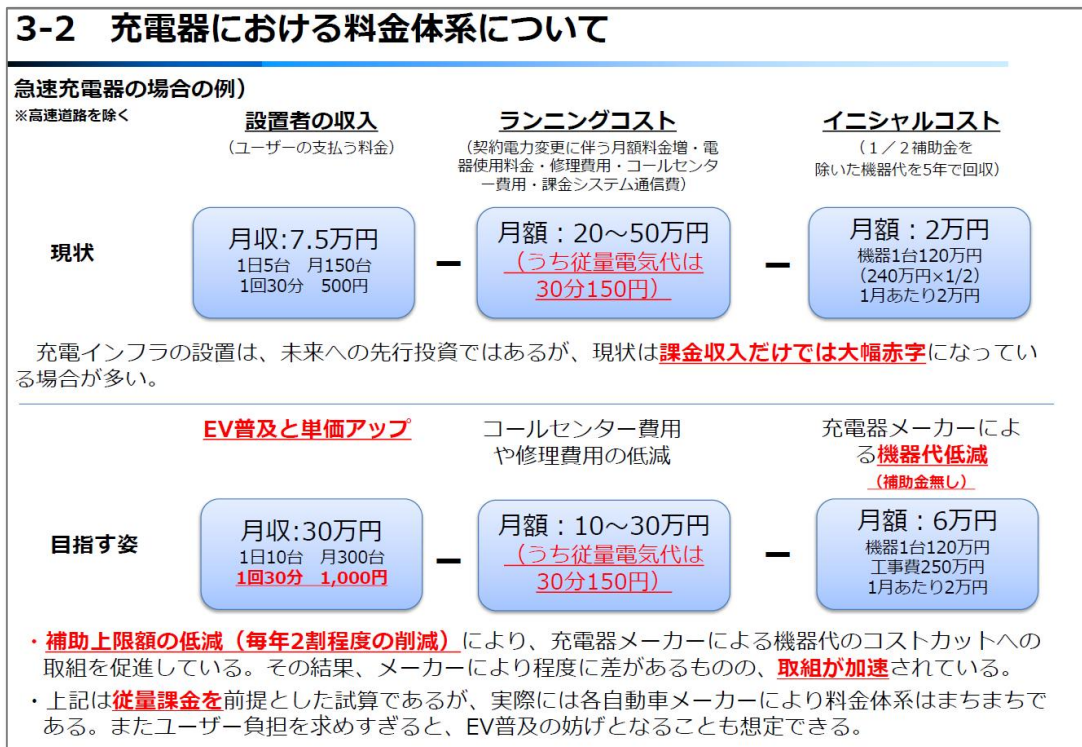 3-2 充電器における料金体系について
急速充電器の場合の例)
※高速道路を除く
設置者の収入
(ユーザーの支払う料金)
ランニングコスト
(契約電力変更に伴う月額料金増・電
器使用料金・修理費用・コールセンタ
ー費用・課金システム通信費)
イニシャルコスト
(1/2補助金を
除いた機器代を5年で回収)
現状
月収:7.5万円
1日5台 月150台
1回30分 500円
－
月額：20～50万円
(うち従量電気代は
30分150円)
－
月額：2万円
機器1台120万円
(240万円×1/2)
1月あたり2万円
充電インフラの設置は、未来への先行投資ではあるが、現状は課金収入だけでは大幅赤字になってい
る場合が多い。
EV普及と単価アップ
コールセンター費用
や修理費用の低減
充電器メーカーによ
る機器代低減
(補助金無し)
目指す姿
月収:30万円
1日10台 月300台
1回30分 1,000円
－
月額：10～30万円
(うち従量電気代は
30分150円)
－
月額：6万円
機器1台120万円
工事費250万円
1月あたり2万円
・補助上限額の低減(毎年2割程度の削減)により、充電器メーカーによる機器代のコストカットへの
取組を促進している。その結果、メーカーにより程度に差があるものの、取組が加速されている。
・上記は従量課金を前提とした試算であるが、実際には各自動車メーカーにより料金体系はまちまちで
ある。またユーザー負担を求めすぎると、EV普及の妨げとなることも想定できる。